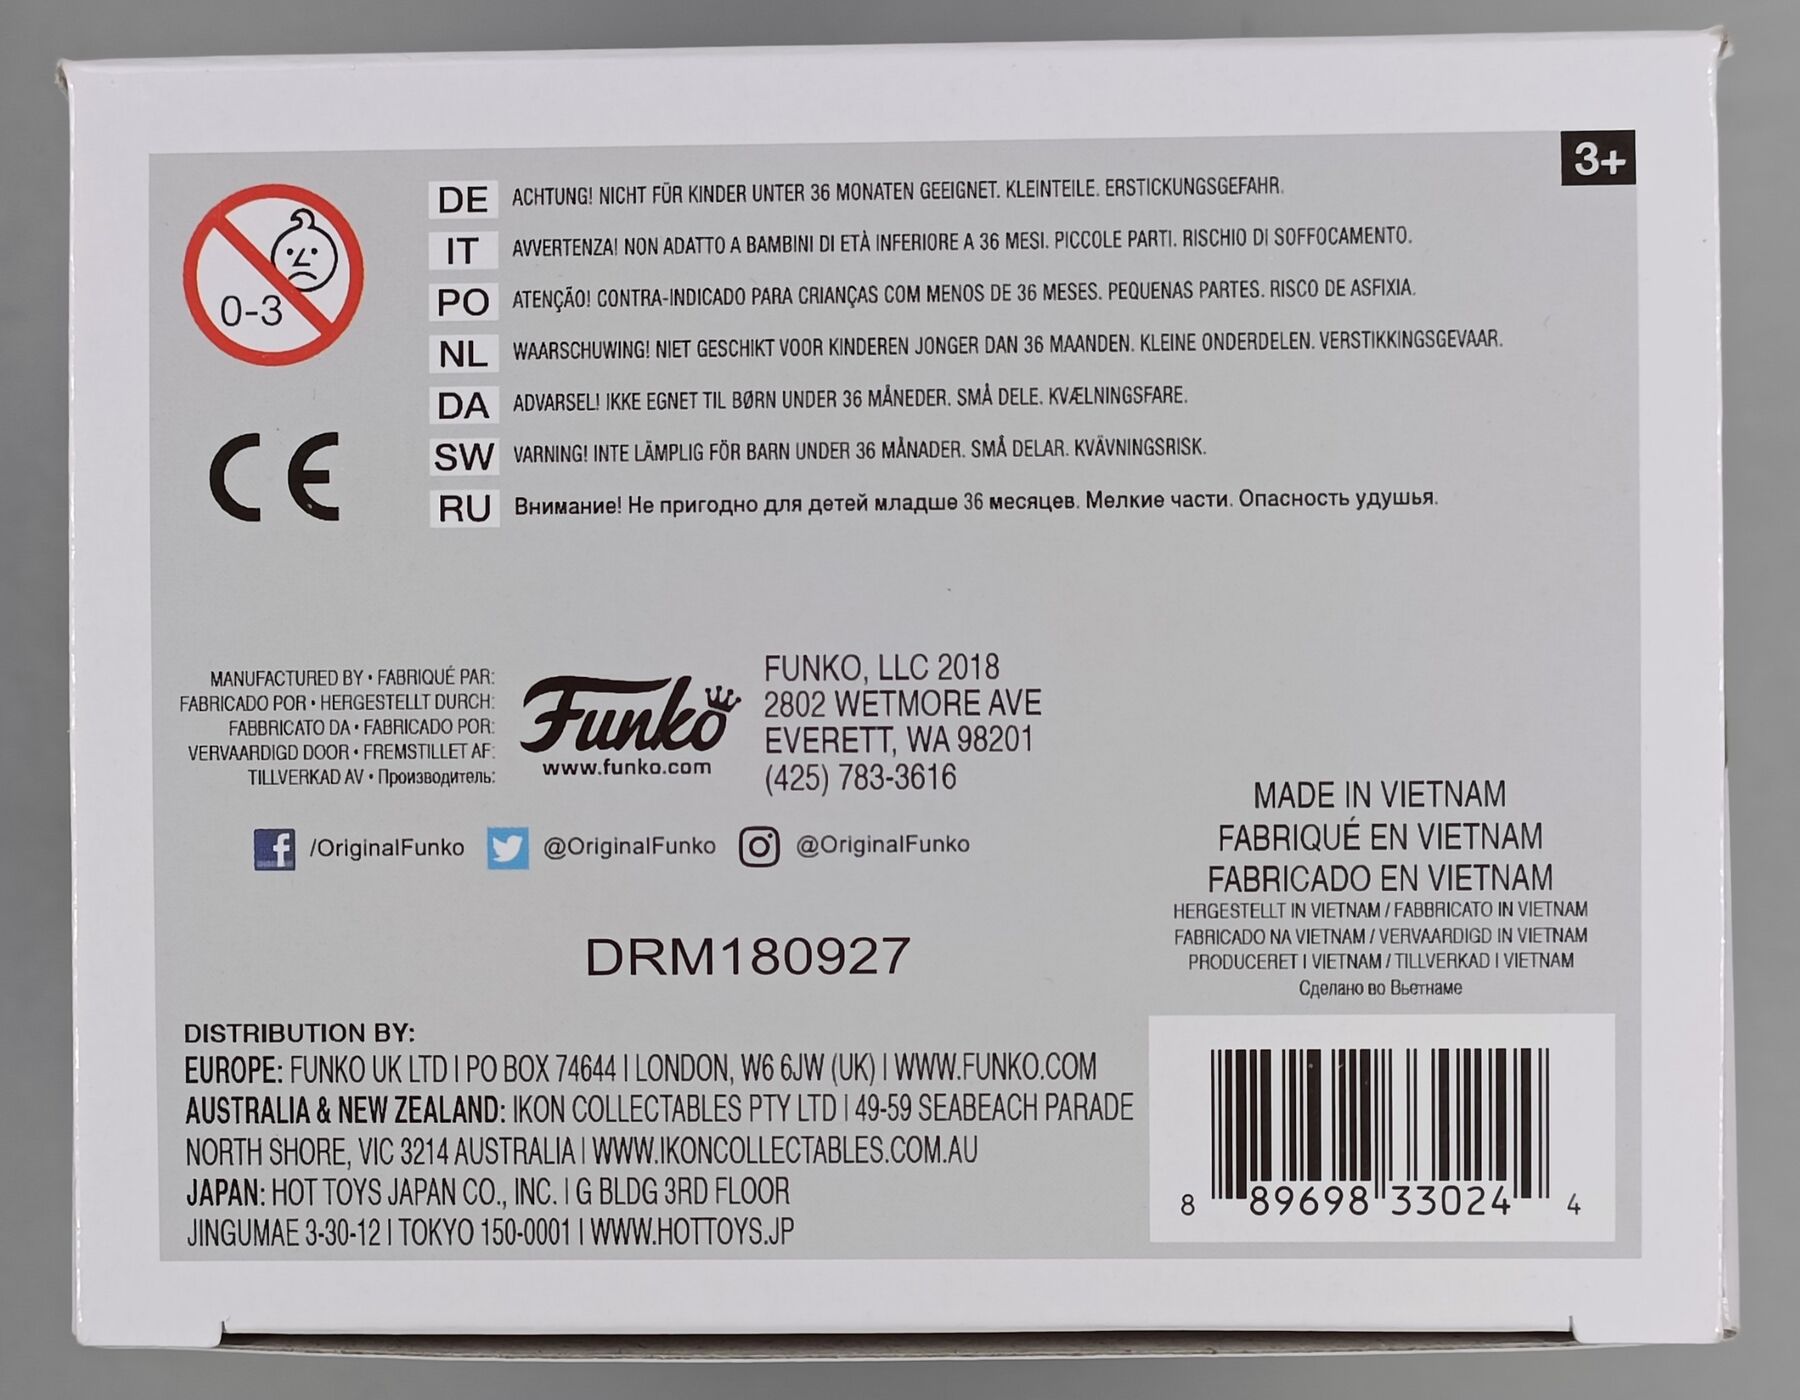 3+
0-3
DE ACHTUNG! NICHT FÜR KINDER UNTER 36 MONATEN GEEIGNET. KLEINTEILE. ERSTICKUNGSGEFAHR.
IT AVVERTENZA! NON ADATTO A BAMBINI DI ETÀ INFERIORE A 36 MESI. PICCOLE PARTI. RISCHIO DI SOFFOCAMENTO.
PO ATENÇÃO! CONTRA-INDICADO PARA CRIANÇAS COM MENOS DE 36 MESES. PEQUENAS PARTES. RISCO DE ASFIXIA.
NL WAARSCHUWING! NIET GESCHIKT VOOR KINDEREN JONGER DAN 36 MAANDEN. KLEINE ONDERDELEN. VERSTIKKINGSGEVAAR.
DA ADVARSEL! IKKE EGNET TIL BØRN UNDER 36 MÅNEDER. SMÅ DELE. KVÆLNINGSFARE.
SW VARNING! INTE LÄMPLIG FÖR BARN UNDER 36 MÅNADER. SMÅ DELAR. KVÄVNINGSRISK.
RU Внимание! Не пригодно для детей младше 36 месяцев. Мелкие части. Опасность удушья.
CE
MANUFACTURED BY • FABRIQUÉ PAR:
FABRICADO POR • HERGESTELLT DURCH:
FABBRICATO DA • FABRICADO POR:
VERVAARDIGD DOOR • FREMSTILLET AF:
TILLVERKAD AV • Производитель:
Funko
www.funko.com
FUNKO, LLC 2018
2802 WETMORE AVE
EVERETT, WA 98201
(425) 783-3616
/OriginalFunko @OriginalFunko @OriginalFunko
DRM180927
MADE IN VIETNAM
FABRIQUÉ EN VIETNAM
FABRICADO EN VIETNAM
HERGESTELLT IN VIETNAM / FABBRICATO IN VIETNAM
FABRICADO NA VIETNAM / VERVAARDIGD IN VIETNAM
PRODUCERET I VIETNAM / TILLVERKAD I VIETNAM
Сделано во Вьетнаме
DISTRIBUTION BY:
EUROPE: FUNKO UK LTD | PO BOX 74644 | LONDON, W6 6JW (UK) | WWW.FUNKO.COM
AUSTRALIA & NEW ZEALAND: IKON COLLECTABLES PTY LTD | 49-59 SEABEACH PARADE
NORTH SHORE, VIC 3214 AUSTRALIA | WWW.IKONCOLLECTABLES.COM.AU
JAPAN: HOT TOYS JAPAN CO., INC. | G BLDG 3RD FLOOR
JINGUMAE 3-30-12 | TOKYO 150-0001 | WWW.HOTTOYS.JP
8 89698 33024 4